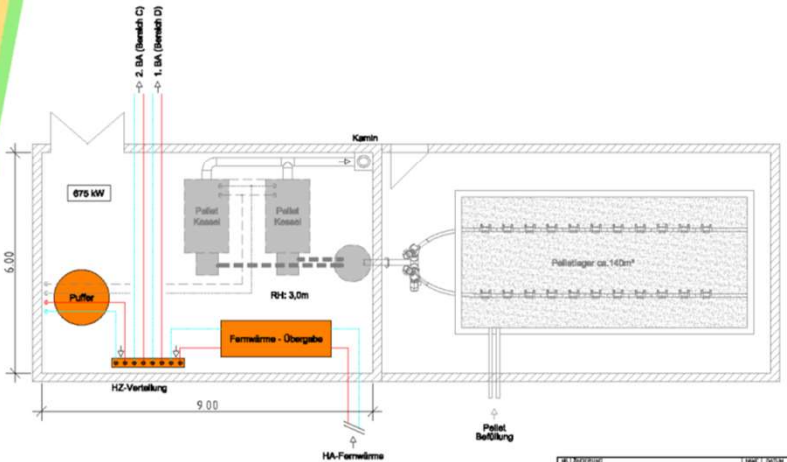 2. BA (Bereich C)
1. BA (Bereich D)
Kamin
675 kW
Pellet
Kessel
Pellet
Kessel
6.00
Puffer
RH: 3,0m
Pelletlager ca.140m³
Fernwärme - Übergabe
HZ-Verteilung
9.00
Pellet
Befüllung
HA-Fernwärme